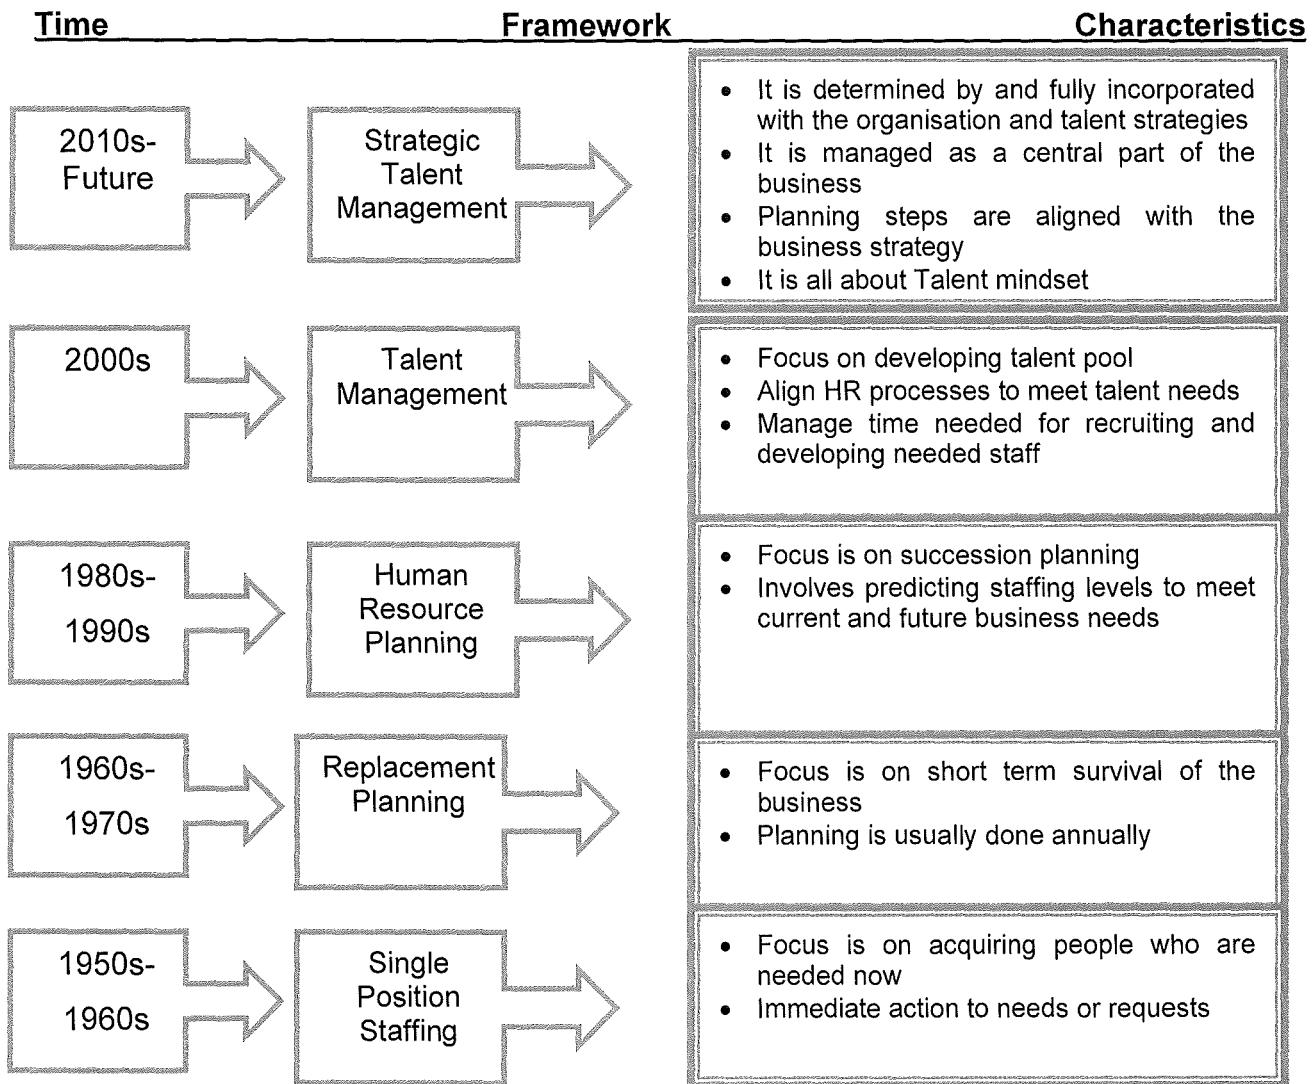 Time Framework Characteristics
2010s-
Future
Strategic
Talent
Management
• It is determined by and fully incorporated
with the organisation and talent strategies
• It is managed as a central part of the
business
• Planning steps are aligned with the
business strategy
• It is all about Talent mindset
2000s
Talent
Management
• Focus on developing talent pool
• Align HR processes to meet talent needs
• Manage time needed for recruiting and
developing needed staff
1980s-
1990s
Human
Resource
Planning
• Focus is on succession planning
• Involves predicting staffing levels to meet
current and future business needs
1960s-
1970s
Replacement
Planning
• Focus is on short term survival of the
business
• Planning is usually done annually
1950s-
1960s
Single
Position
Staffing
• Focus is on acquiring people who are
needed now
• Immediate action to needs or requests